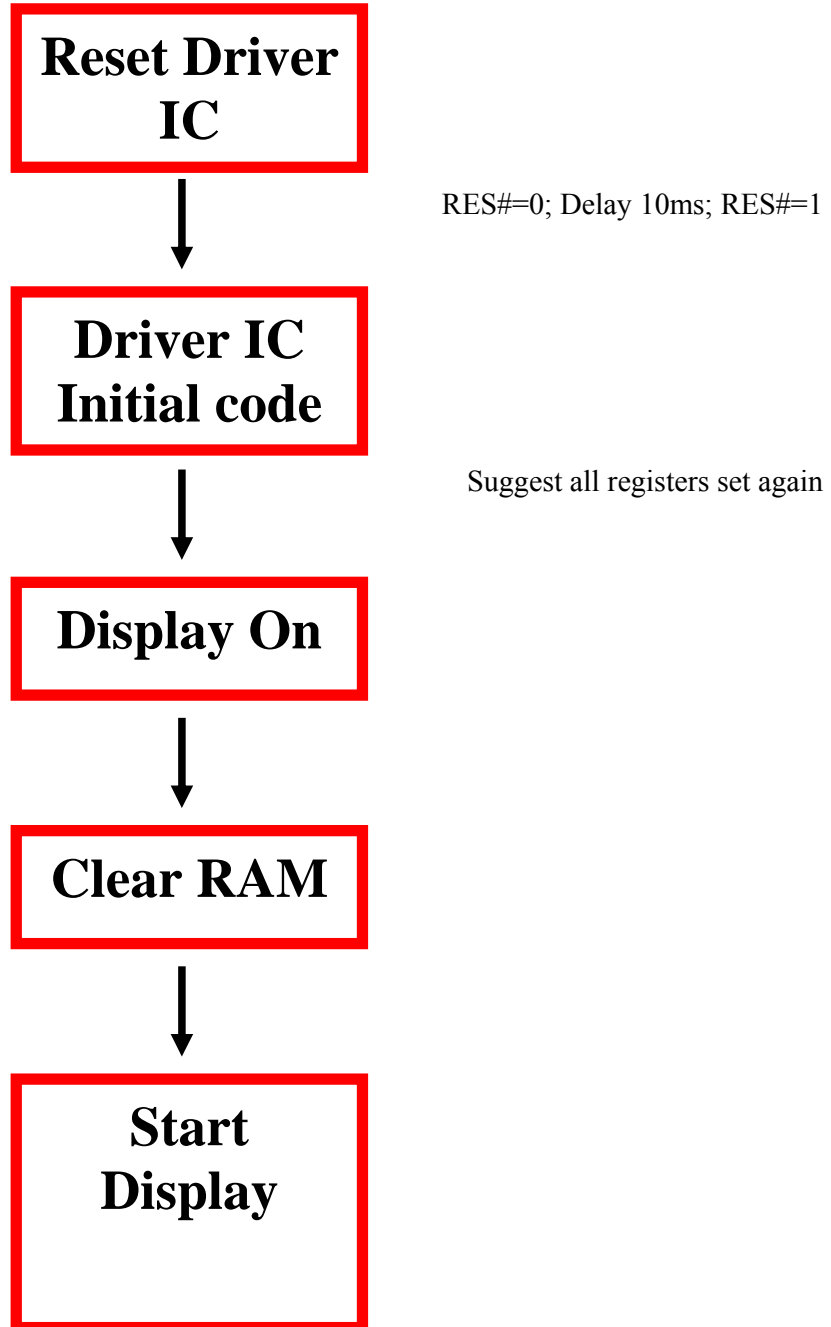 Reset Driver
IC
RES#=0; Delay 10ms; RES#=1
Driver IC
Initial code
Suggest all registers set again
Display On
Clear RAM
Start
Display